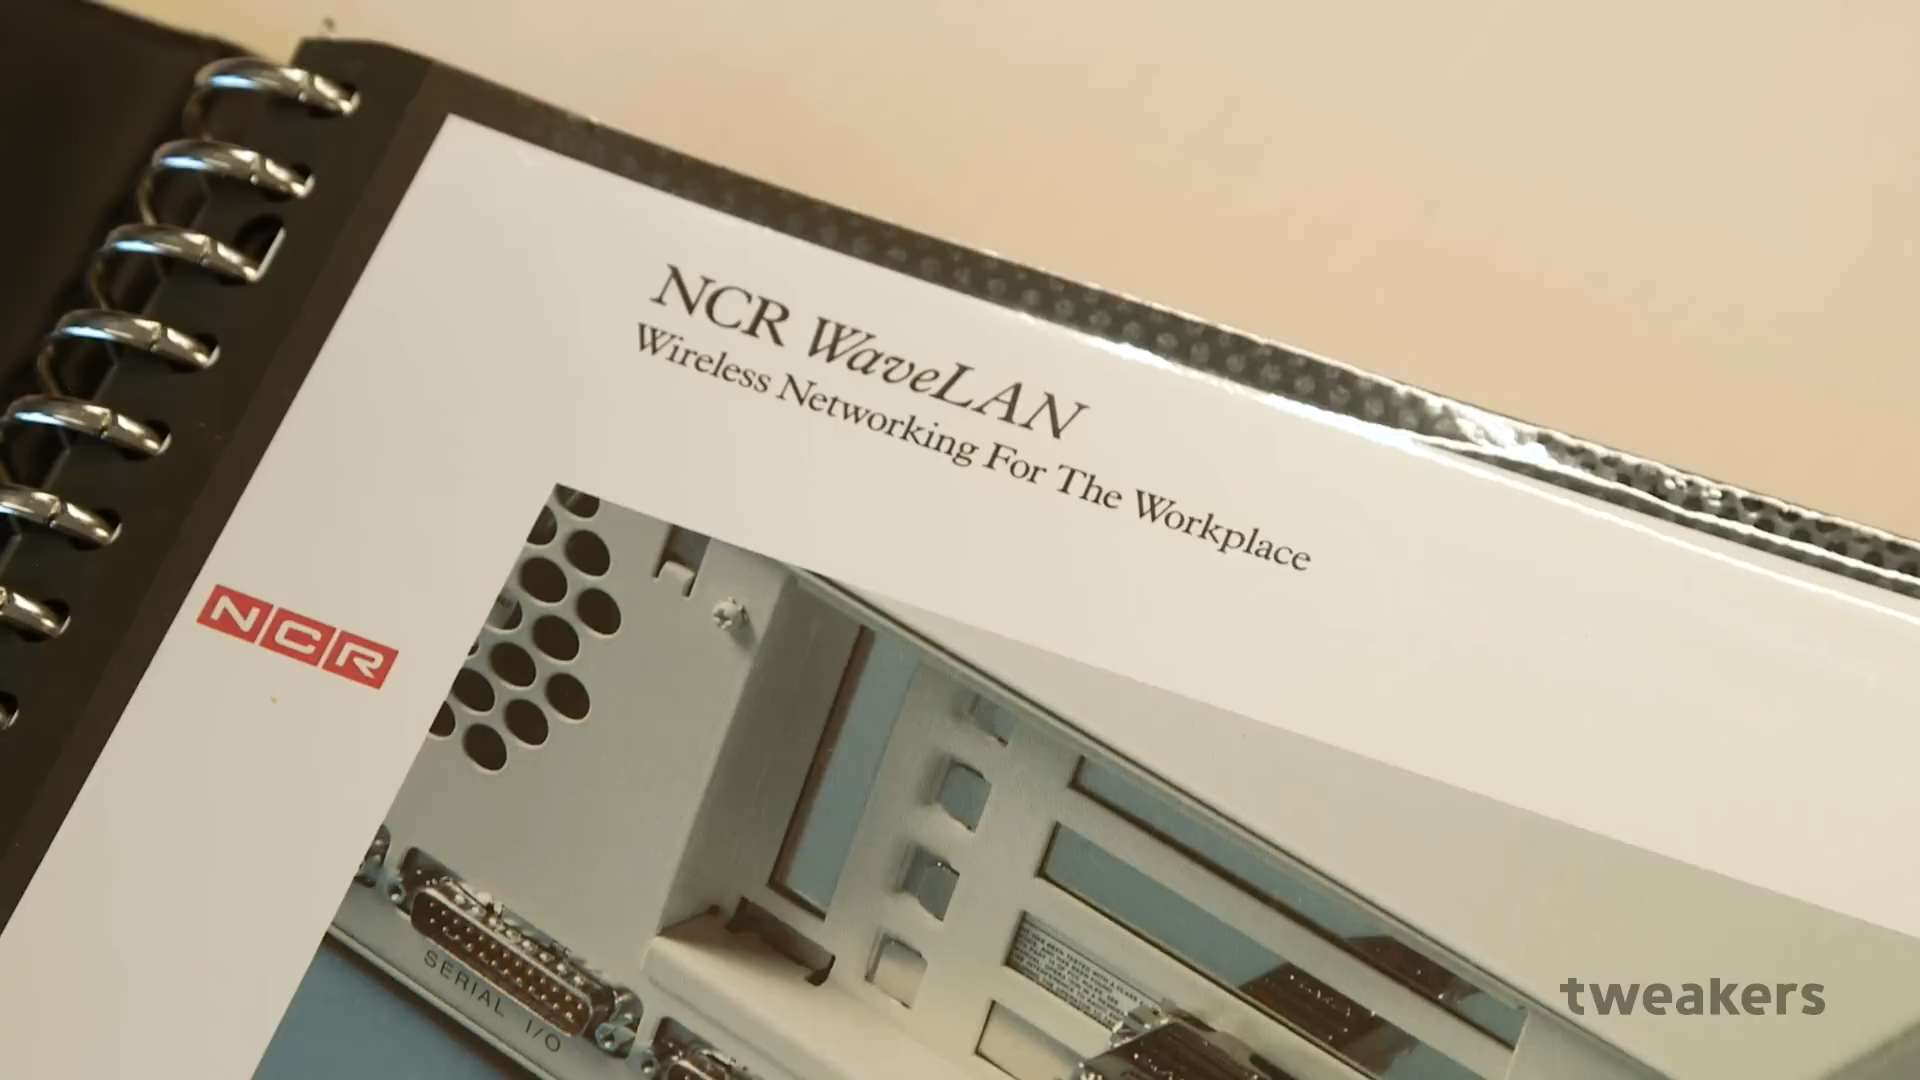 NCR WaveLAN
Wireless Networking For The Workplace
NCR
SERIAL I/O
tweakers